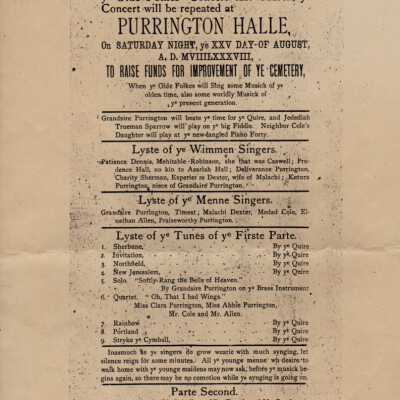 Concert will be repeated at
PURRINGTON HALLE,
On SATURDAY NIGHT, ye XXV DAY-OF AUGUST,
A. D. MVIIILXXXVIII,
TO RAISE FUNDS FOR IMPROVEMENT OF YE CEMETERY,
When ye Olde Folkes will Sing some Musick of ye
olden time, also some worldly Musick of
ye present generation.
Grandsire Purrington will beate ye time for ye Quire, and Jedediah
Trueman Sparrow will play on ye big Fiddle. Neighbor Cole's
Daughter will play at ye new-dangled Piano Forty.
Lyste of ye Wimmen Singers.
Patience Dennis, Mehitable Robinson, she that was Caswell; Pru-
dence Hall, so kin to Azariah Hall; Deliverance Purrington,
Charity Sherman, Experience Dexter, wife of Malachi; Katura
Purrington, niece of Grandsire Purrington.
Lyste of ye Menne Singers.
Grandsire Purrington, Timest; Malachi Dexter, Medad Cole, El-
nathan Allen, Praiseworthy Purrington.
Lyste of ye Tunes of ye Firste Parte.
1. Sherbune, By ye Quire
2. Invitation, By ye Quire
3. Northfield, By ye Quire
4. New Jerusalem, By ye Quire
5. Solo. "Softly Rang the Bells of Heaven."
By Grandsire Purrington on ye Brass Instrument
6. Quartet. "Oh, That I had Wings."
Miss Clara Purrington, Miss Abbie Purrington,
Mr. Cole and Mr. Allen.
7. Rainbow By ye Quire
8. Portland By ye Quire
9. Stryke ye Cymball, By ye Quire
Inasmuch as ye singers do grow wearie with much synging, let
silence reign for some minutes. All ye younge menne wh desire to
walk home with ye younge maidens may now ask, before ye musick be
gins again, so there may be no comotion while ye synging is going on.
Parte Second.